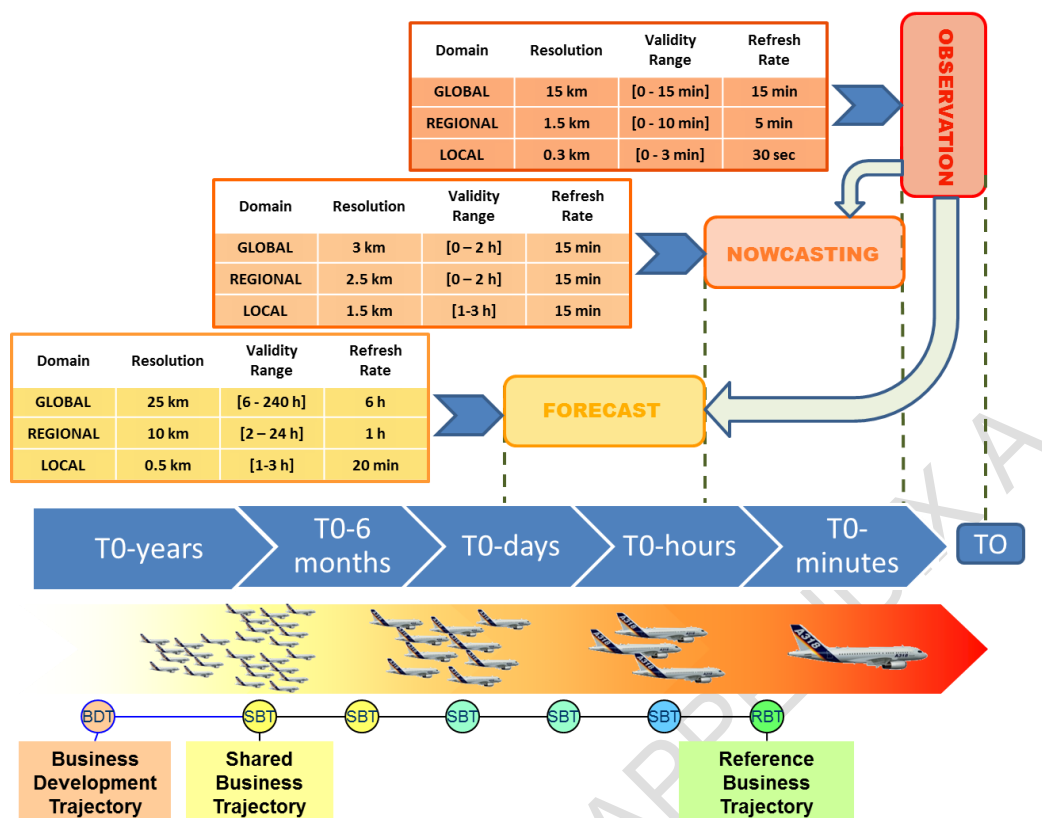 Domain Resolution Validity Range Refresh Rate
GLOBAL 15 km [0 - 15 min] 15 min
REGIONAL 1.5 km [0 - 10 min] 5 min
LOCAL 0.3 km [0 - 3 min] 30 sec
OBSERVATION
Domain Resolution Validity Range Refresh Rate
GLOBAL 3 km [0 – 2 h] 15 min
REGIONAL 2.5 km [0 – 2 h] 15 min
LOCAL 1.5 km [1-3 h] 15 min
NOWCASTING
Domain Resolution Validity Range Refresh Rate
GLOBAL 25 km [6 - 240 h] 6 h
REGIONAL 10 km [2 – 24 h] 1 h
LOCAL 0.5 km [1-3 h] 20 min
FORECAST
T0-years
T0-6
months
T0-days
T0-hours
T0-
minutes
TO
A318
A318
BDT SBT SBT SBT SBT SBT RBT
Business
Development
Trajectory
Shared
Business
Trajectory
Reference
Business
Trajectory
APPENDIX A